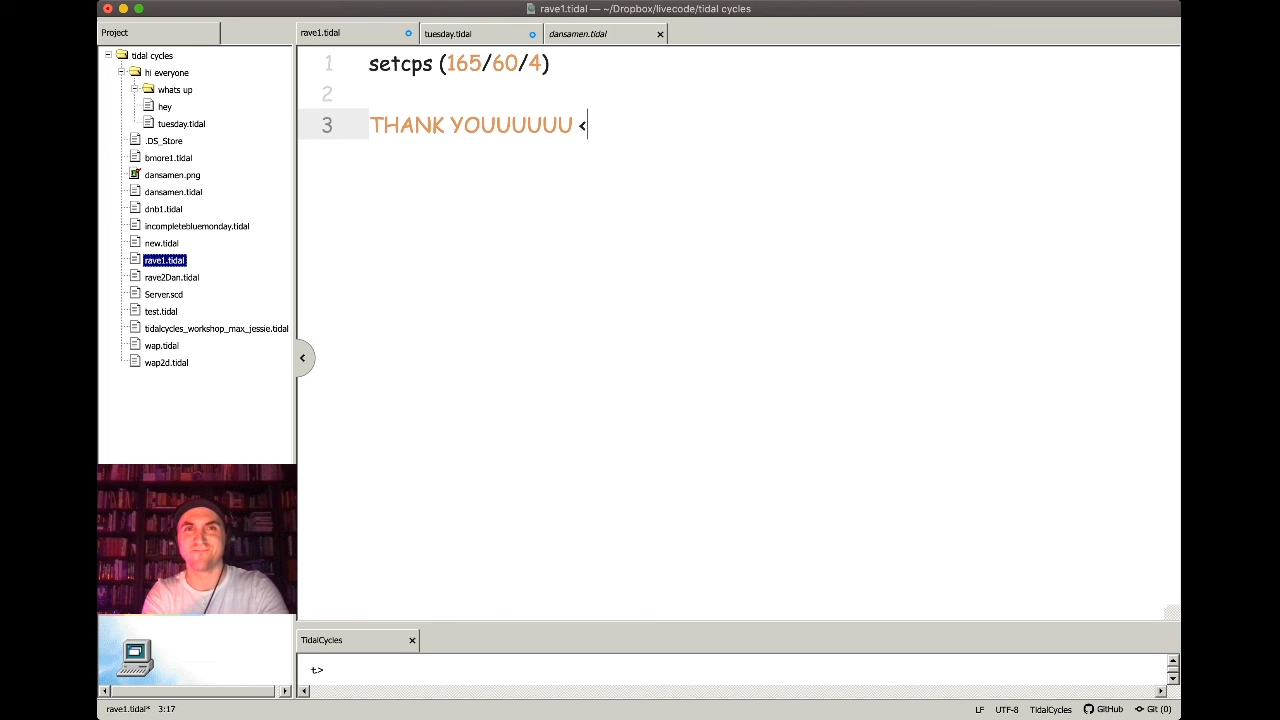 rave1.tidal — ~/Dropbox/livecode/tidal cycles
Project
rave1.tidal
tuesday.tidal
dansamen.tidal
tidal cycles
hi everyone
whats up
hey
tuesday.tidal
.DS_Store
bmore1.tidal
dansamen.png
dansamen.tidal
dnb1.tidal
incompletebluemonday.tidal
new.tidal
rave1.tidal
rave2Dan.tidal
Server.scd
test.tidal
tidalcycles_workshop_max_jessie.tidal
wap.tidal
wap2d.tidal
1 setcps (165/60/4)
2
3 THANK YOUUUUUU <
TidalCycles
t>
rave1.tidal* 3:17
LF UTF-8 TidalCycles GitHub Git (0)